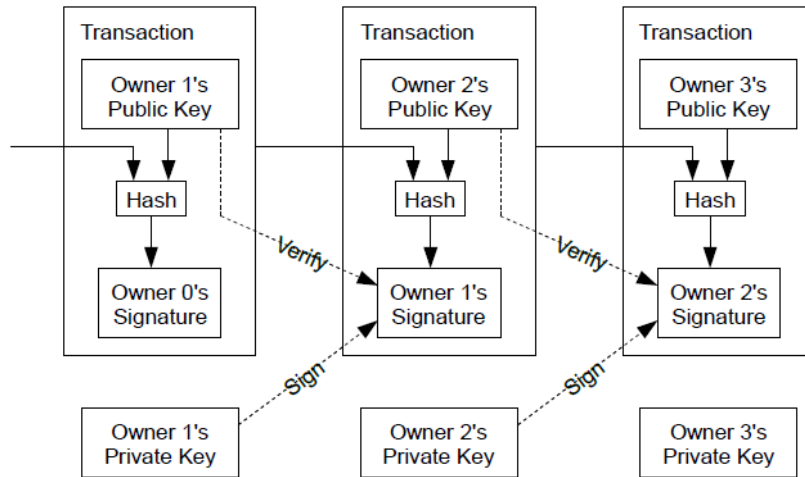 Transaction
Owner 1's
Public Key
Hash
Owner 0's
Signature
Transaction
Owner 2's
Public Key
Hash
Verify
Owner 1's
Signature
Sign
Transaction
Owner 3's
Public Key
Hash
Verify
Owner 2's
Signature
Sign
Owner 1's
Private Key
Owner 2's
Private Key
Owner 3's
Private Key